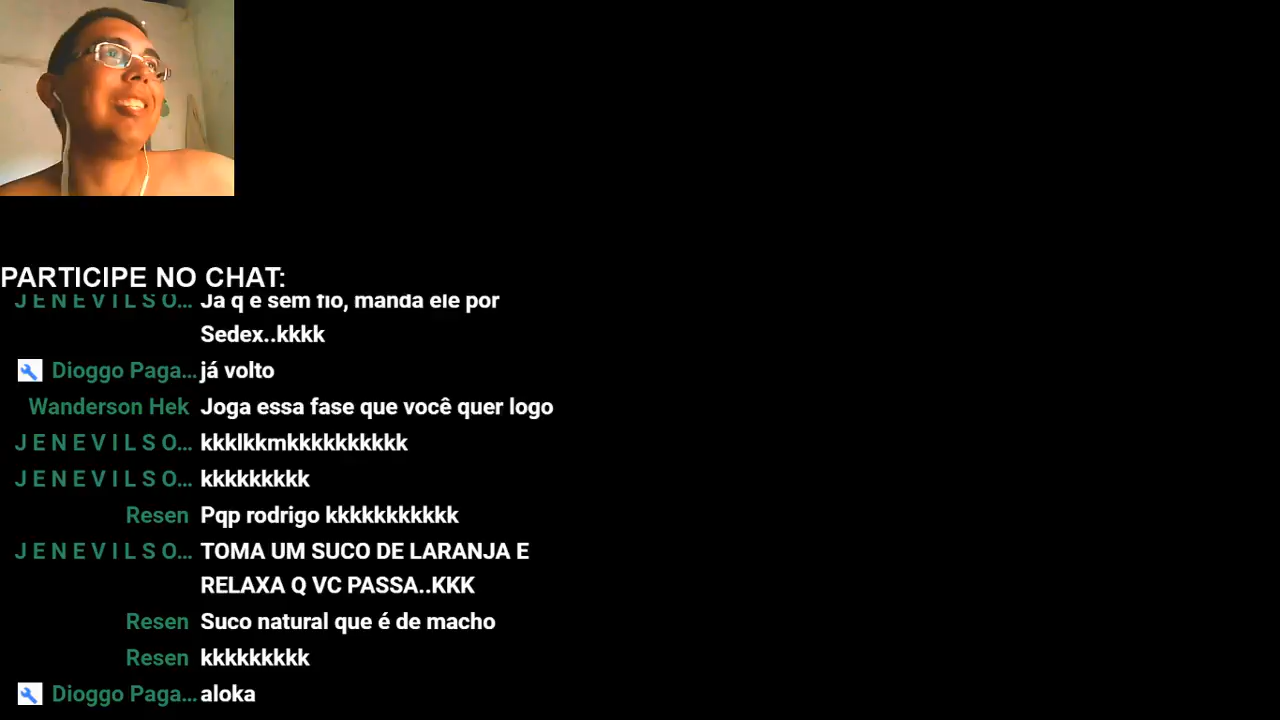 PARTICIPE NO CHAT:
J E N E V I L S O... Ja q e sem fio, manda ele por
Sedex..kkkk
Dioggo Paga... já volto
Wanderson Hek Joga essa fase que você quer logo
J E N E V I L S O... kkklkkmkkkkkkkkkk
J E N E V I L S O... kkkkkkkkk
Resen Pqp rodrigo kkkkkkkkkkk
J E N E V I L S O... TOMA UM SUCO DE LARANJA E
RELAXA Q VC PASSA..KKK
Resen Suco natural que é de macho
Resen kkkkkkkkk
Dioggo Paga... aloka